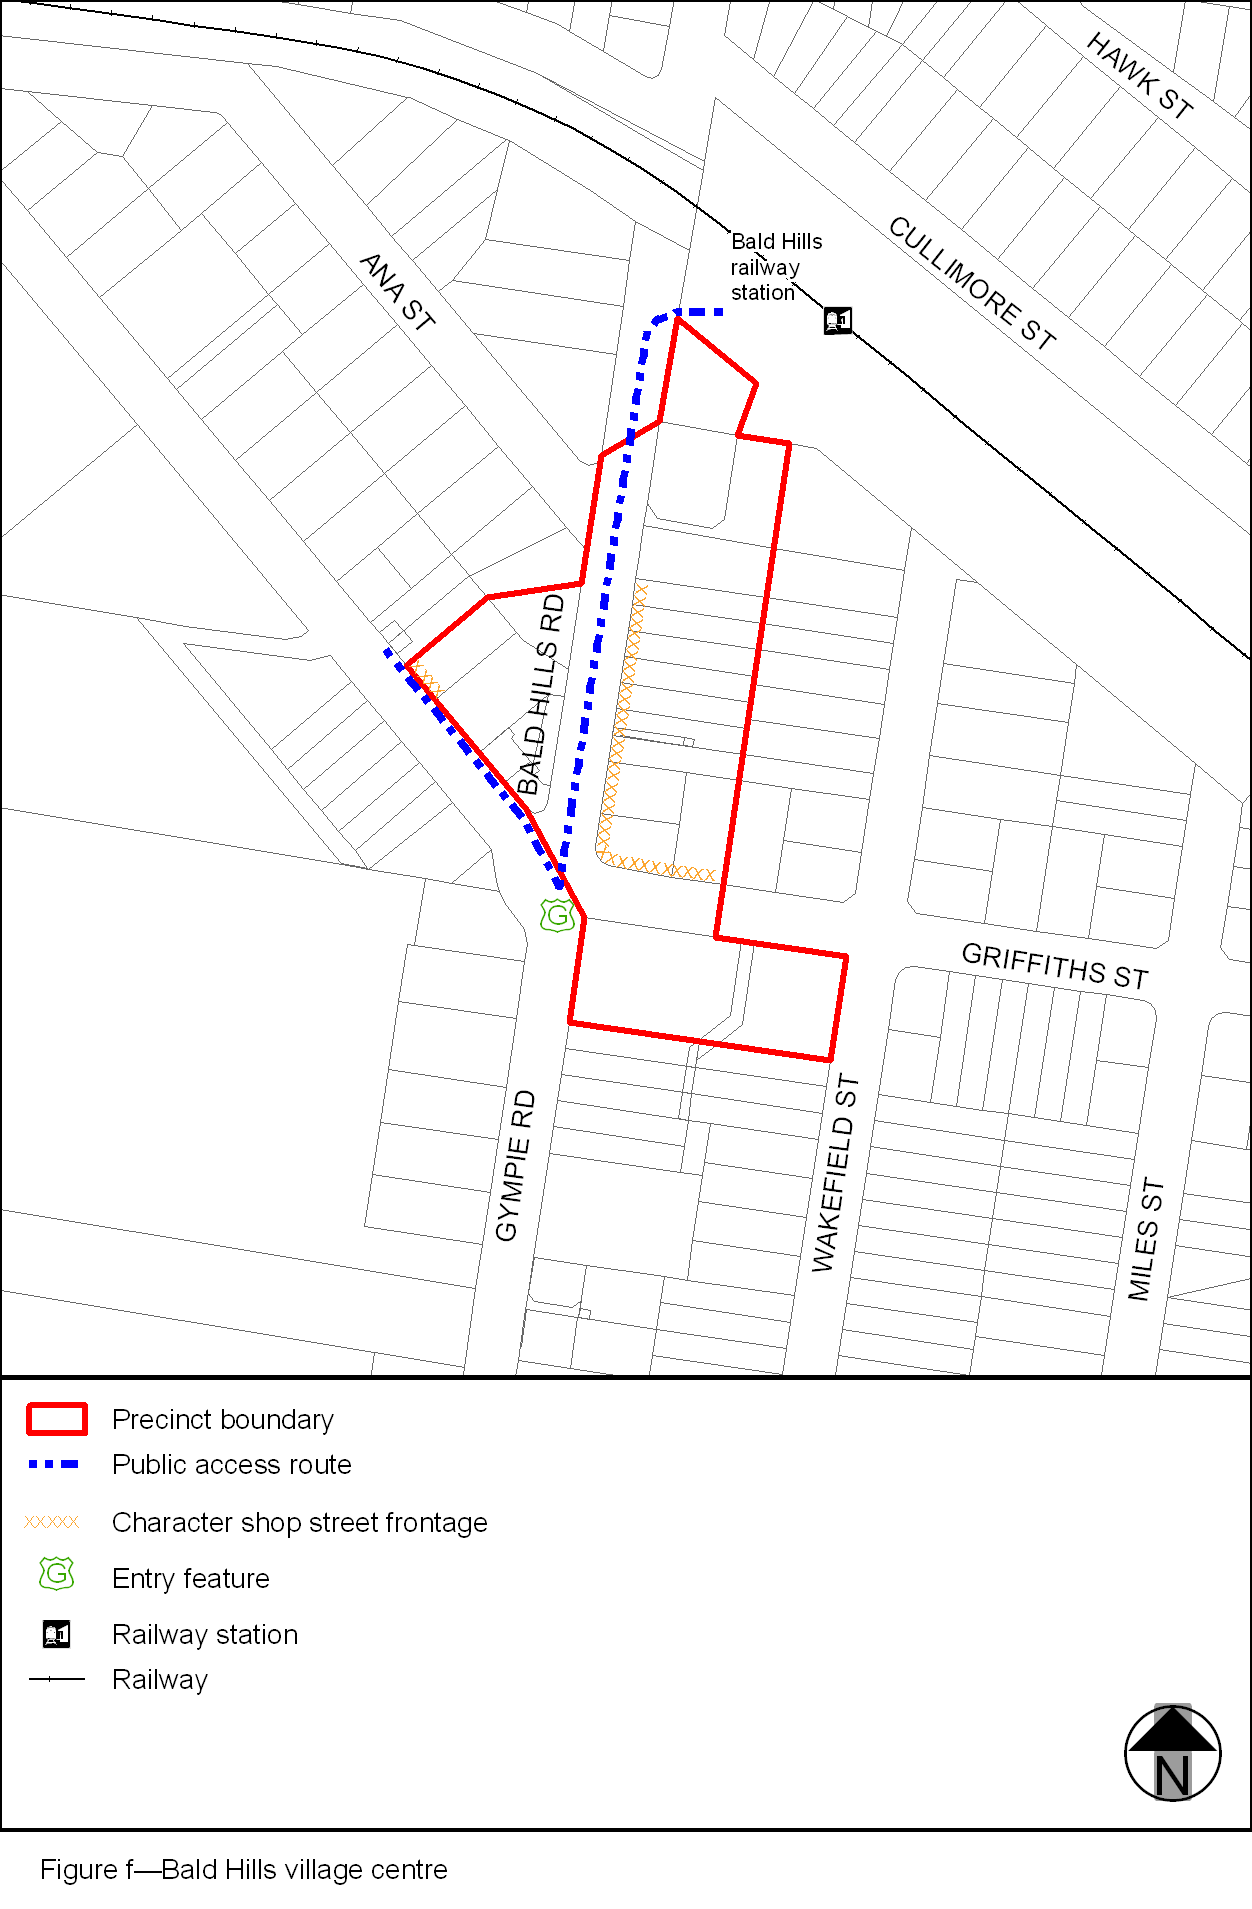 HAWK ST
CULLIMORE ST
Bald Hills
railway
station
ANA ST
BALD HILLS RD
G
GRIFFITHS ST
GYMPIE RD
WAKEFIELD ST
MILES ST
Precinct boundary
Public access route
Character shop street frontage
G
Entry feature
Railway station
Railway
N
Figure f—Bald Hills village centre